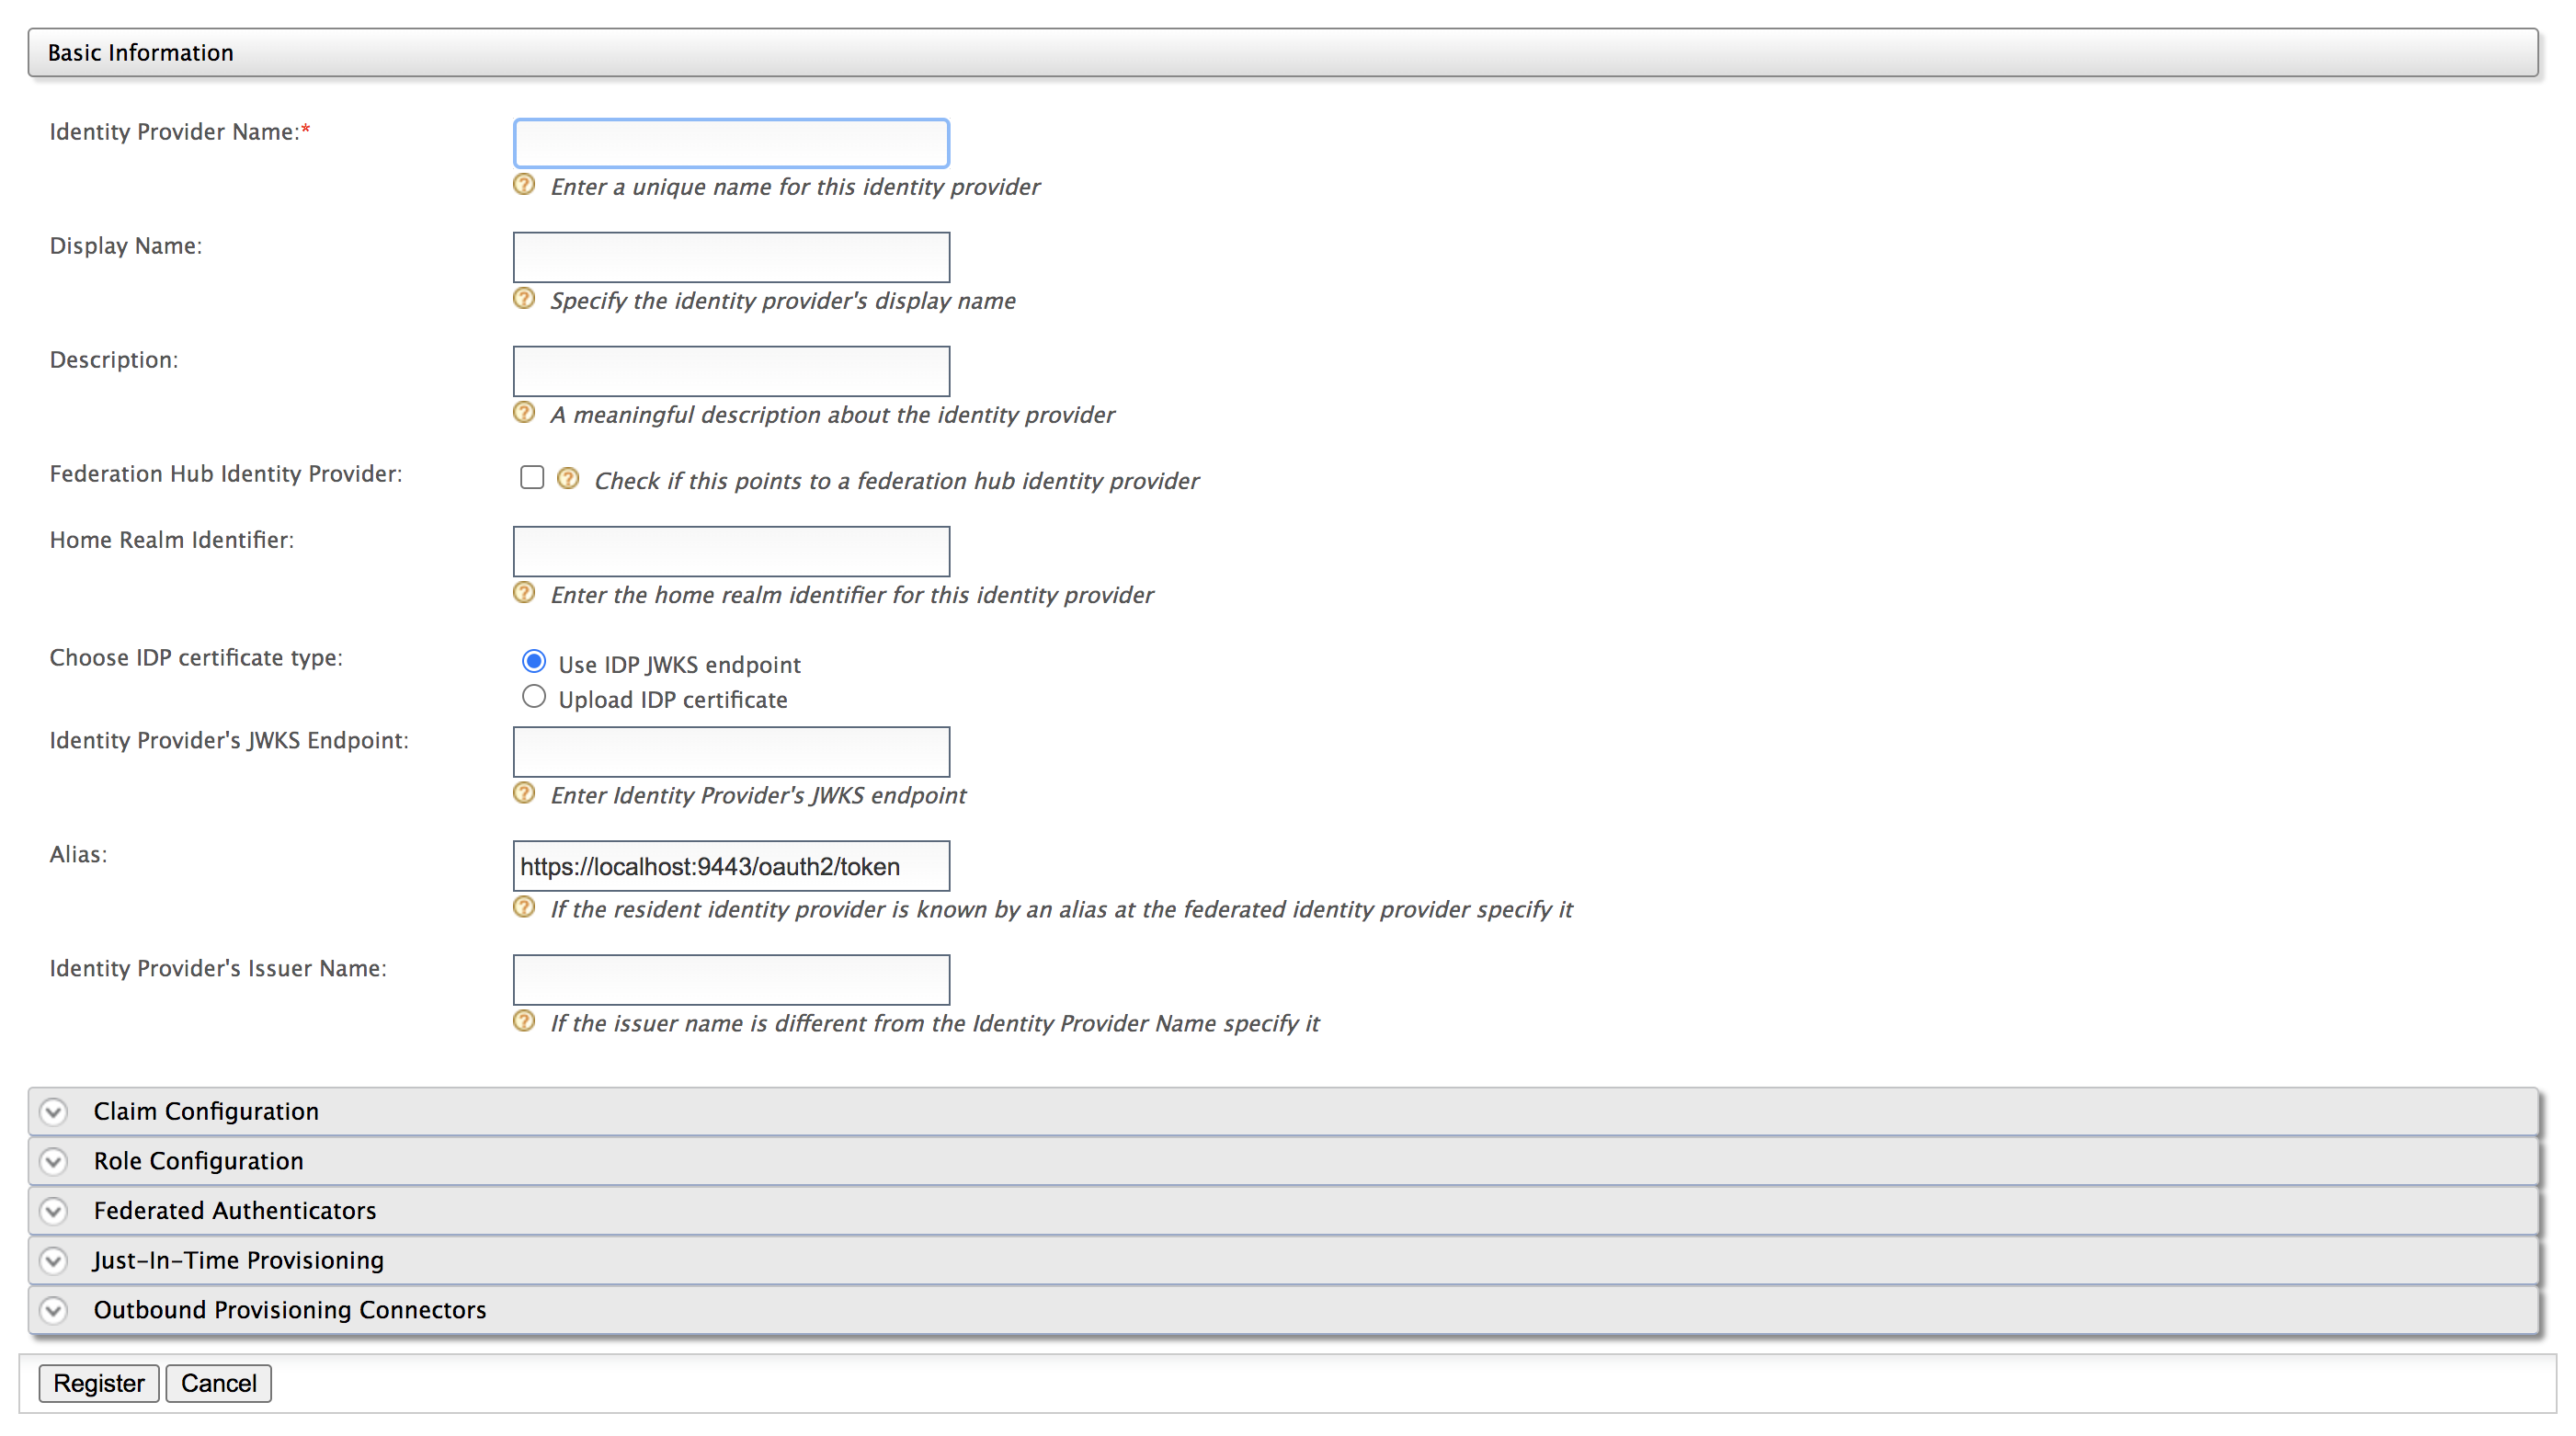 Basic Information
Identity Provider Name:*
Enter a unique name for this identity provider
Display Name:
Specify the identity provider's display name
Description:
A meaningful description about the identity provider
Federation Hub Identity Provider:
Check if this points to a federation hub identity provider
Home Realm Identifier:
Enter the home realm identifier for this identity provider
Choose IDP certificate type:
Use IDP JWKS endpoint
Upload IDP certificate
Identity Provider's JWKS Endpoint:
Enter Identity Provider's JWKS endpoint
Alias:
https://localhost:9443/oauth2/token
If the resident identity provider is known by an alias at the federated identity provider specify it
Identity Provider's Issuer Name:
If the issuer name is different from the Identity Provider Name specify it
Claim Configuration
Role Configuration
Federated Authenticators
Just-In-Time Provisioning
Outbound Provisioning Connectors
Register Cancel